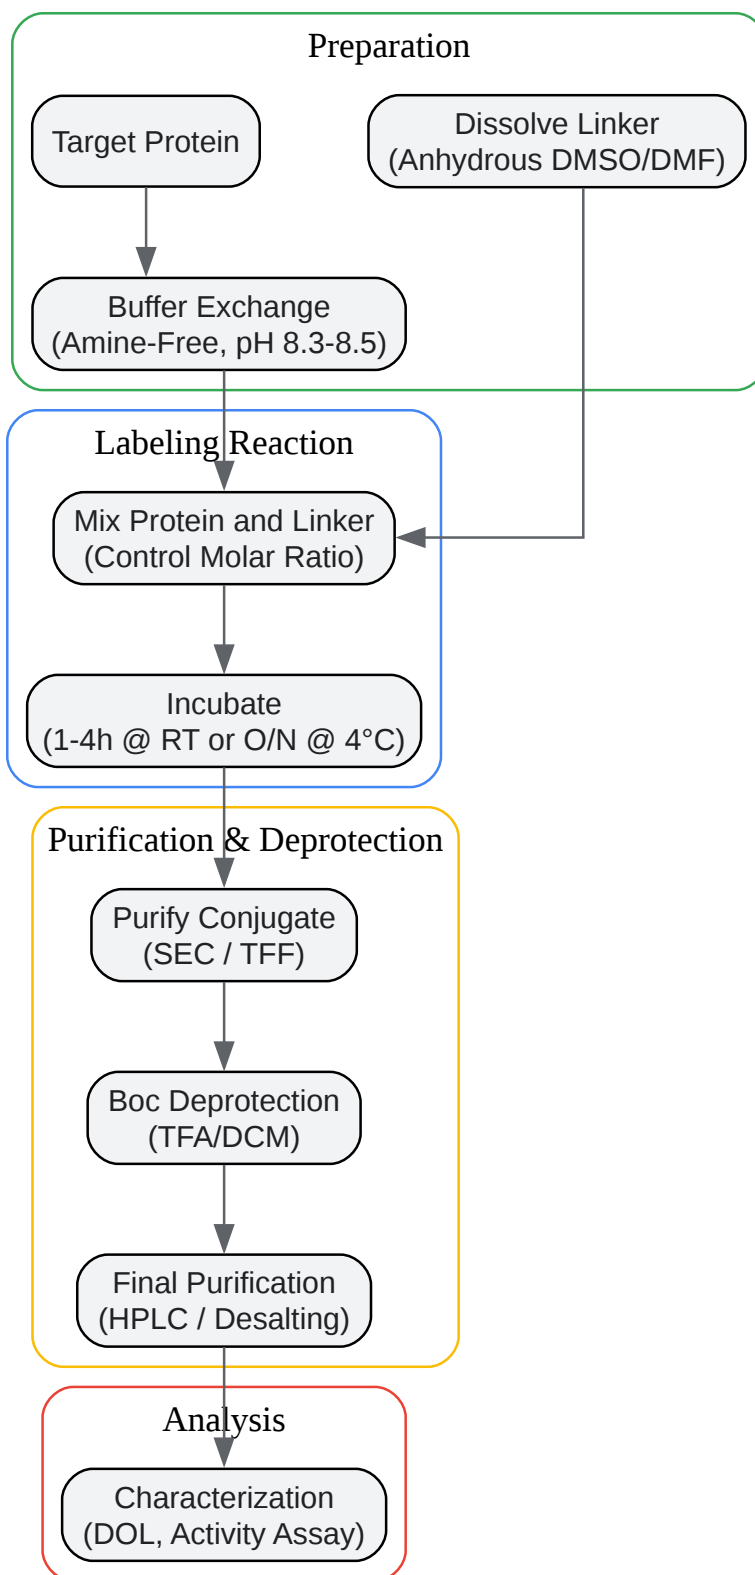 Preparation
Target Protein
Dissolve Linker
(Anhydrous DMSO/DMF)
Buffer Exchange
(Amine-Free, pH 8.3-8.5)
Labeling Reaction
Mix Protein and Linker
(Control Molar Ratio)
Incubate
(1-4h @ RT or O/N @ 4°C)
Purification & Deprotection
Purify Conjugate
(SEC / TFF)
Boc Deprotection
(TFA/DCM)
Final Purification
(HPLC / Desalting)
Analysis
Characterization
(DOL, Activity Assay)